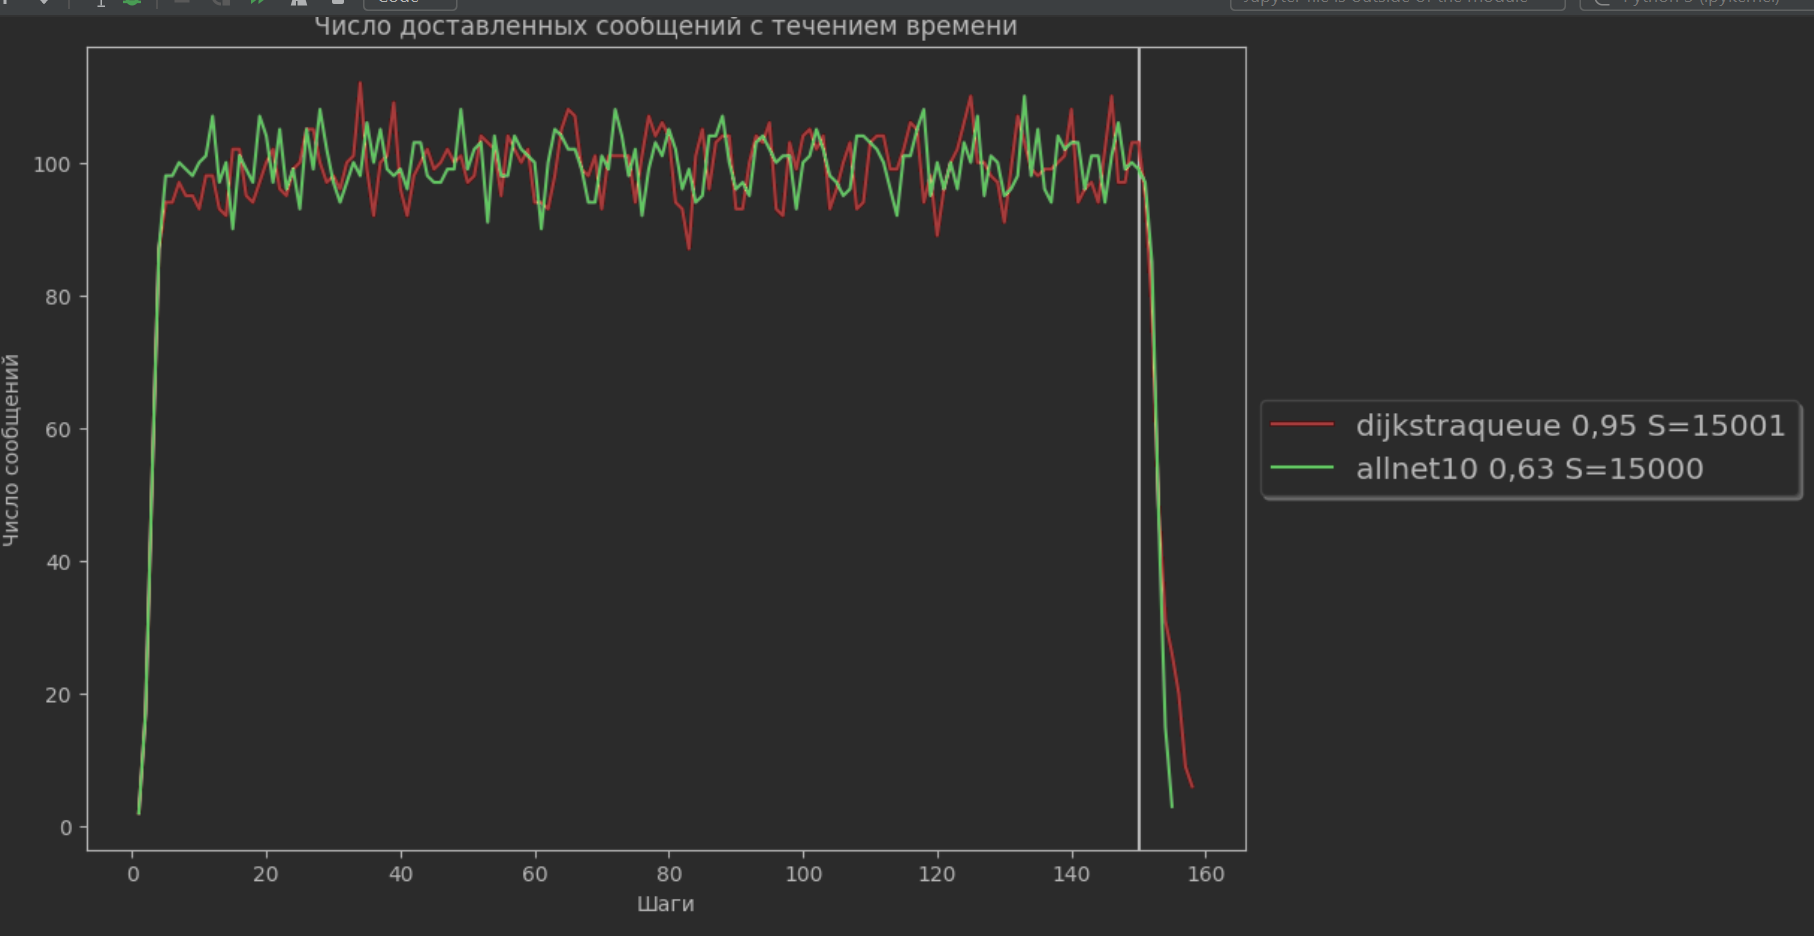 Code
Число доставленных сообщений с течением времени
100
80
60
40
20
0
Число сообщений
0 20 40 60 80 100 120 140 160
Шаги
dijkstraqueue 0,95 S=15001
allnet10 0,63 S=15000